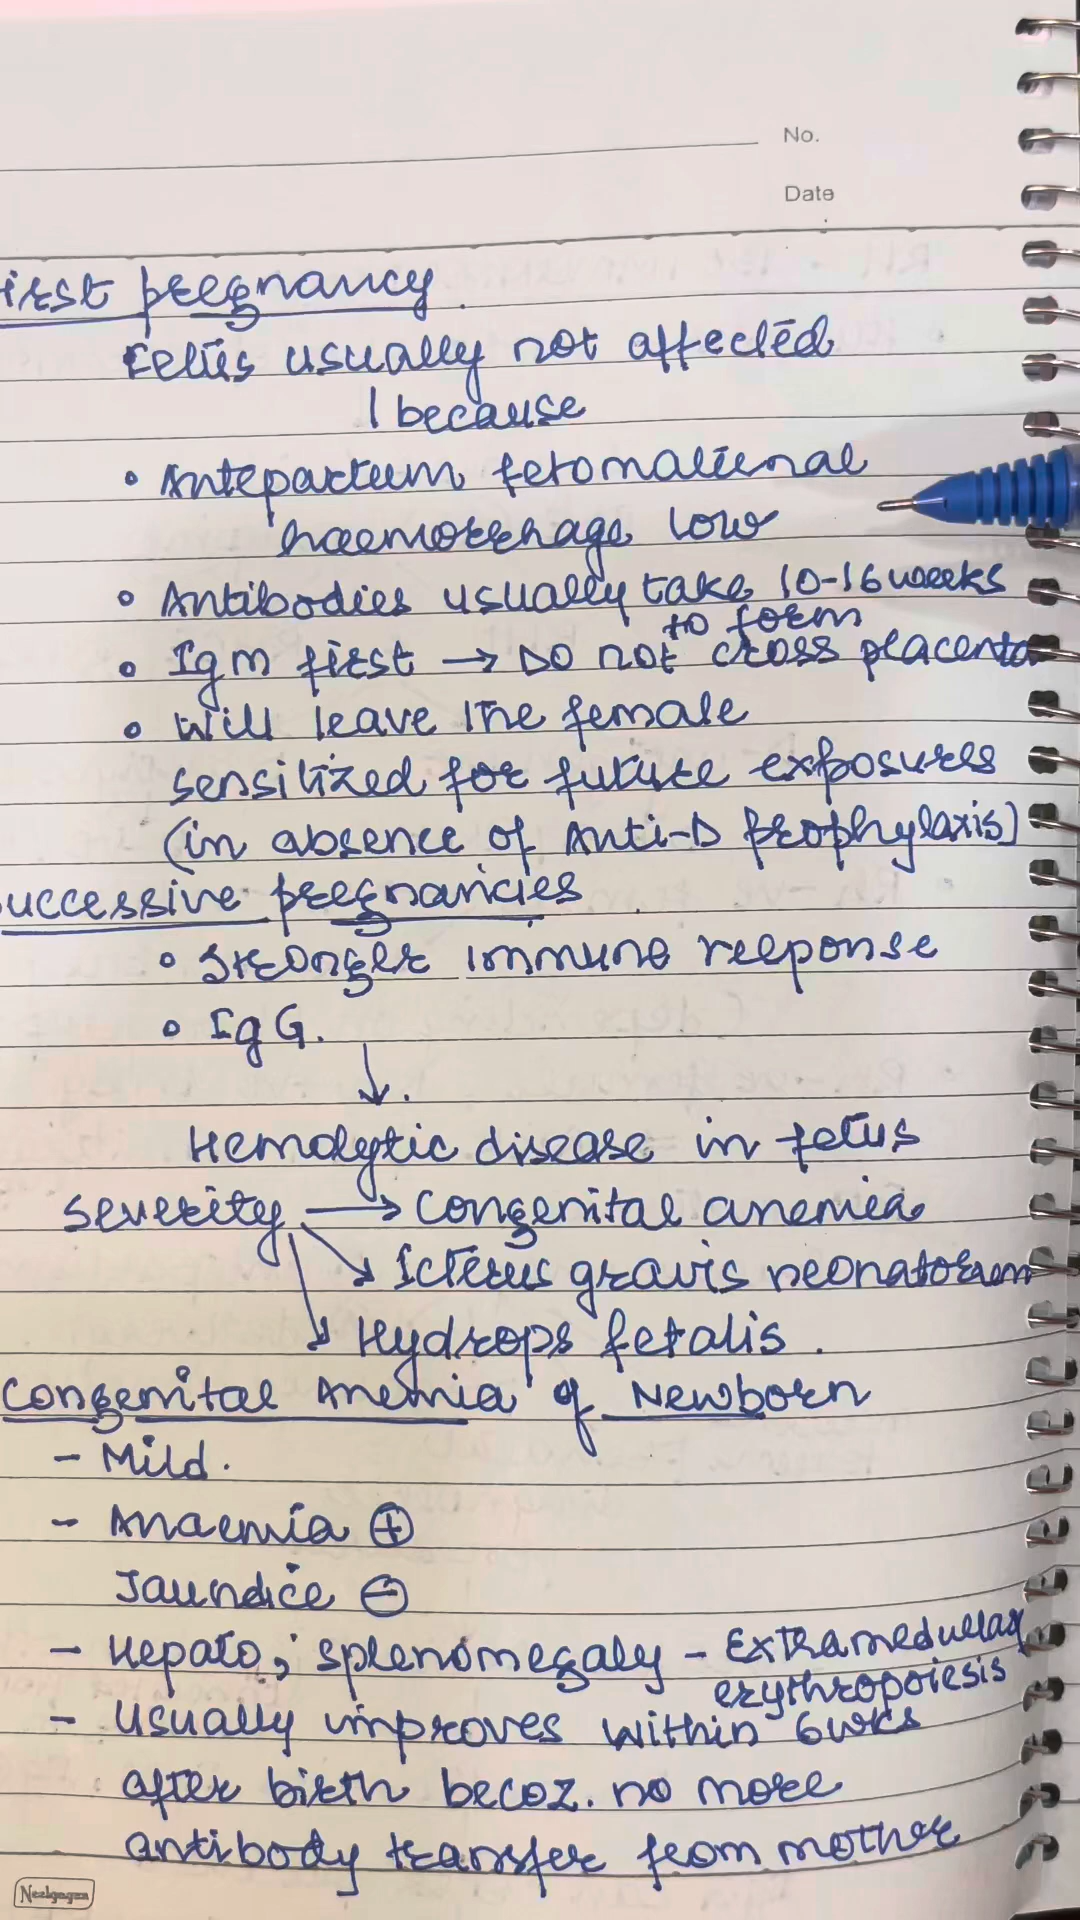 No.
Date
irst pregnancy.
Fetus usually not affected
because
• Antepartum fetomaternal
haemorrhage low
• Antibodies usually take 10-16 weeks
to form
• IgM first → Do not cross placenta
• Will leave the female
sensitized for future exposures
(in absence of Anti-D prophylaxis)
uccessive pregnancies
• Stronger immune response
• IgG.
↓
Hemolytic disease in fetus
Severity → Congenital anemia
↘ Icterus gravis neonatorum
↘ Hydrops fetalis.
Congenital Anemia of Newborn
- Mild.
- Anaemia ⊕
Jaundice ⊖
- Hepato; splenomegaly - Extramedullary
erythropoiesis
- Usually improves within 6wks
after birth becoz. no more
antibody transfer from mother
Neelgagan